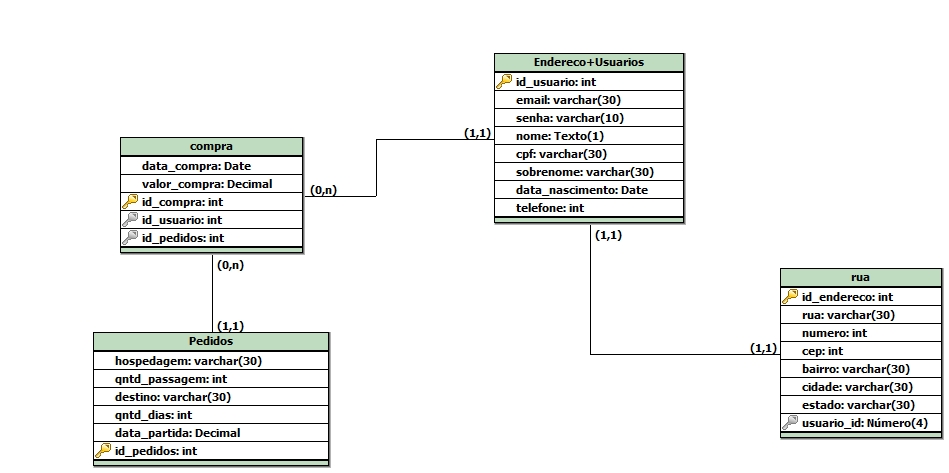 Endereco+Usuarios
id_usuario: int
email: varchar(30)
senha: varchar(10)
nome: Texto(1)
cpf: varchar(30)
sobrenome: varchar(30)
data_nascimento: Date
telefone: int
(1,1)
(1,1)
compra
data_compra: Date
valor_compra: Decimal
id_compra: int
id_usuario: int
id_pedidos: int
(0,n)
(0,n)
(1,1)
Pedidos
hospedagem: varchar(30)
qntd_passagem: int
destino: varchar(30)
qntd_dias: int
data_partida: Decimal
id_pedidos: int
(1,1)
rua
id_endereco: int
rua: varchar(30)
numero: int
cep: int
bairro: varchar(30)
cidade: varchar(30)
estado: varchar(30)
usuario_id: Número(4)